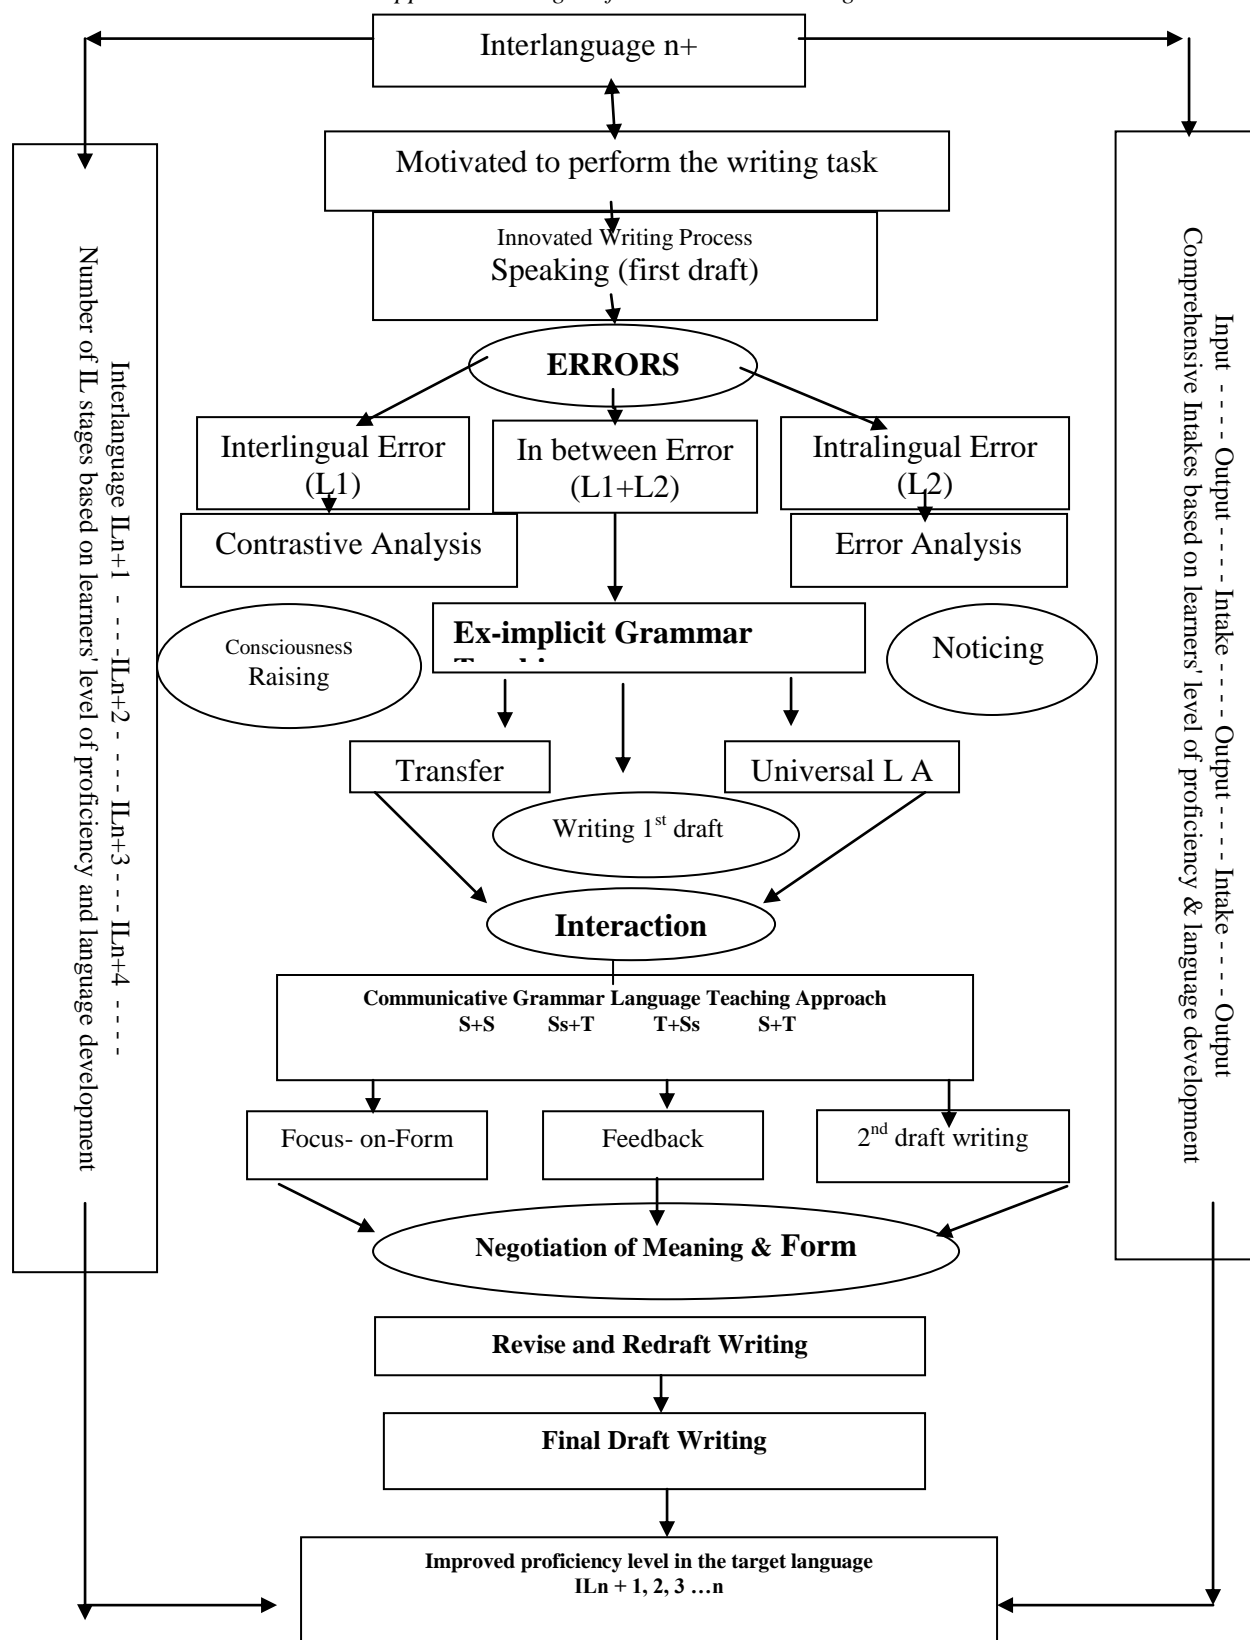 Interlanguage n+
Motivated to perform the writing task
Innovated Writing Process
Speaking (first draft)
ERRORS
Interlingual Error
(L1)
In between Error
(L1+L2)
Intralingual Error
(L2)
Contrastive Analysis
Error Analysis
Ex-implicit Grammar
Consciousness
Raising
Noticing
Transfer
Universal L A
Writing 1st draft
Interaction
Communicative Grammar Language Teaching Approach
S+S Ss+T T+Ss S+T
Focus- on-Form
Feedback
2nd draft writing
Negotiation of Meaning & Form
Revise and Redraft Writing
Final Draft Writing
Improved proficiency level in the target language
ILn + 1, 2, 3 …n
Interlanguage ILn+1 - - - -ILn+2 - - - - ILn+3 - - - ILn+4 - - - - -
Number of IL stages based on learners' level of proficiency and language development
Input - - - - Output - - - - Intake - - - - Output - - - - Intake - - - - Output
Comprehensive Intakes based on learners' level of proficiency & language development